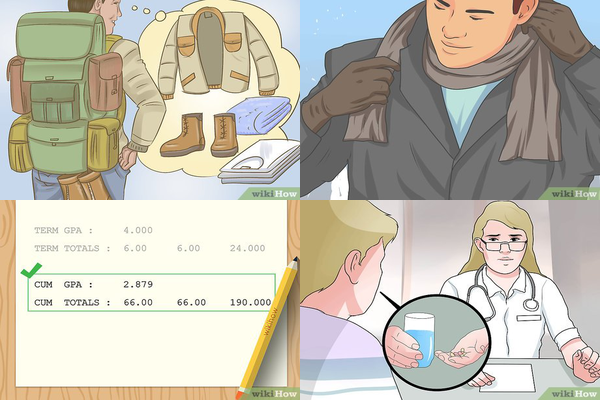 wikiHow
wikiHow
TERM GPA : 4.000
TERM TOTALS : 6.00 6.00 24.000
CUM GPA : 2.879
CUM TOTALS : 66.00 66.00 190.000
wikiHow
wikiHow
wikiHow